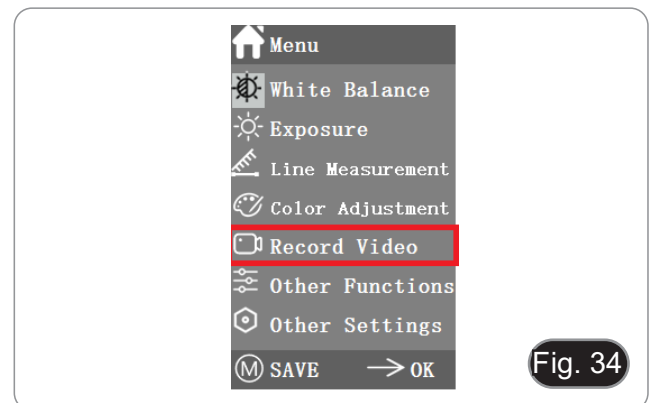 Menu
White Balance
Exposure
Line Measurement
Color Adjustment
Record Video
Other Functions
Other Settings
M SAVE → OK
Fig. 34